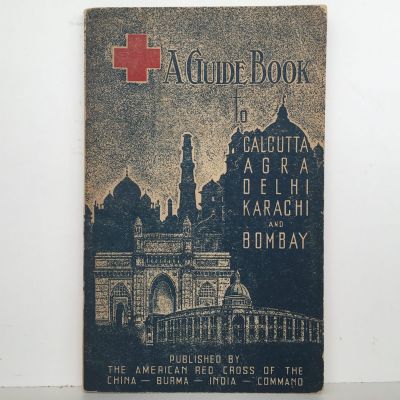 A GUIDE BOOK
To
CALCUTTA
AGRA
DELHI
KARACHI
AND
BOMBAY
PUBLISHED BY
THE AMERICAN RED CROSS OF THE
CHINA — BURMA — INDIA — COMMAND